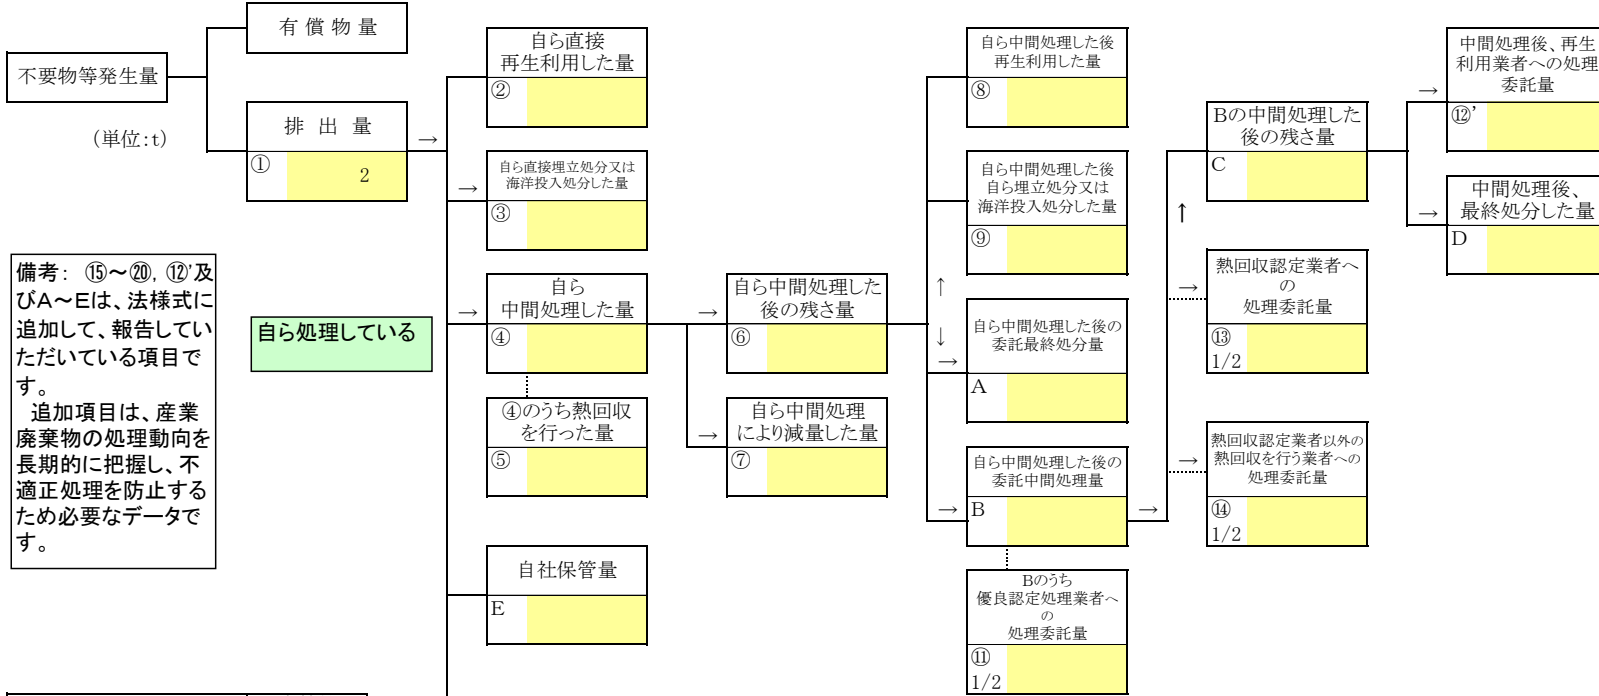 有 償 物 量
不要物等発生量
(単位:t)
排 出 量
①
2
→
備考： ⑮～⑳, ⑫'及
びA～Eは、法様式に
追加して、報告してい
ただいている項目で
す。
追加項目は、産業
廃棄物の処理動向を
長期的に把握し、不
適正処理を防止する
ため必要なデータで
す。
自ら処理している
自ら直接
再生利用した量
②
→
自ら直接埋立処分又は
海洋投入処分した量
③
→
自ら
中間処理した量
④
④のうち熱回収
を行った量
⑤
自社保管量
E
→
自ら中間処理した
後の残さ量
⑥
→
自ら中間処理
により減量した量
⑦
自ら中間処理した後
再生利用した量
⑧
自ら中間処理した後
自ら埋立処分又は
海洋投入処分した量
⑨
↑
↓
→
自ら中間処理した後の
委託最終処分量
A
自ら中間処理した後の
委託中間処理量
→
B
→
Bのうち
優良認定処理業者へ
の
処理委託量
⑪
1/2
↑
Bの中間処理した
後の残さ量
C
→
熱回収認定業者へ
の
処理委託量
⑬
1/2
→
熱回収認定業者以外の
熱回収を行う業者への
処理委託量
⑭
1/2
→
中間処理後、再生
利用業者への処理
委託量
⑫'
→
中間処理後、
最終処分した量
D